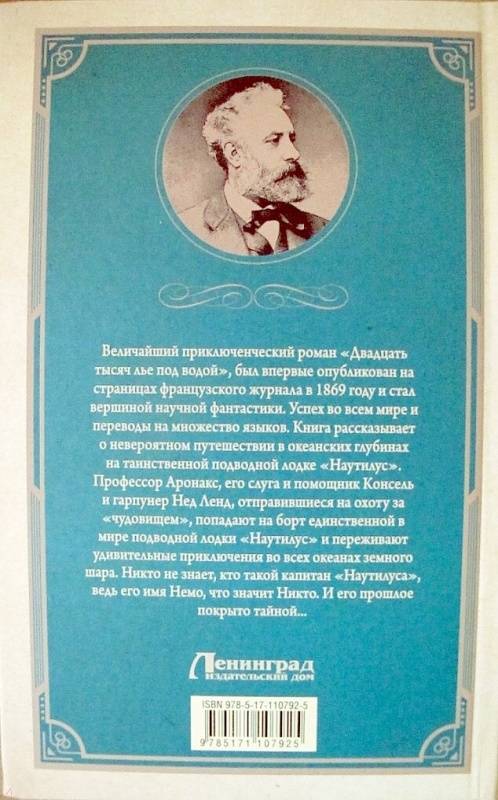 Величайший приключенческий роман «Двадцать
тысяч лье под водой», был впервые опубликован на
страницах французского журнала в 1869 году и стал
вершиной научной фантастики. Успех во всем мире и
переводы на множество языков. Книга рассказывает
о невероятном путешествии в океанских глубинах
на таинственной подводной лодке «Наутилус».
Профессор Аронакс, его слуга и помощник Консель
и гарпунер Нед Ленд, отправившиеся на охоту за
«чудовищем», попадают на борт единственной в
мире подводной лодки «Наутилус» и переживают
удивительные приключения во всех океанах земного
шара. Никто не знает, кто такой капитан «Наутилуса»,
ведь его имя Немо, что значит Никто. И его прошлое
покрыто тайной...
Ленинград
издательский дом
ISBN 978-5-17-110792-5
9 785171 107925